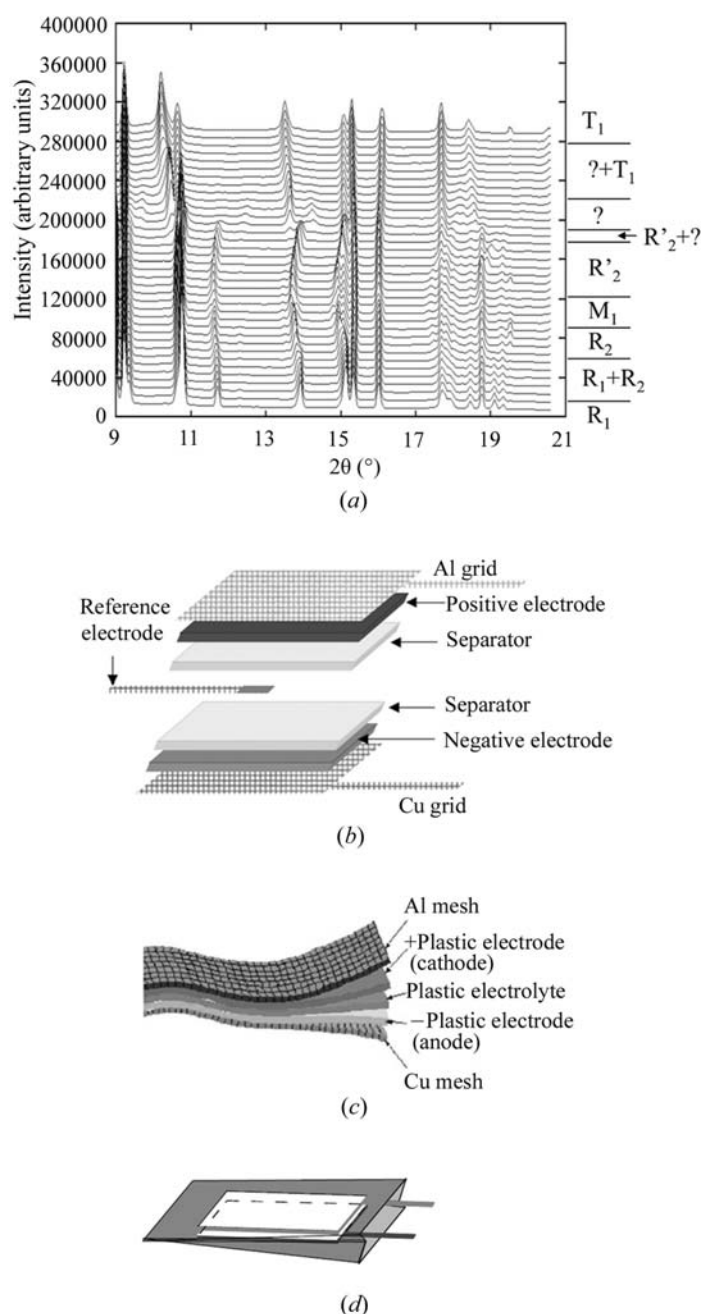 400000
360000
320000
280000
240000
200000
160000
120000
80000
40000
0
Intensity (arbitrary units)
9 11 13 15 17 19 21
2θ (°)
T₁
?+T₁
?
R'₂+?
R'₂
M₁
R₂
R₁+R₂
R₁
(a)
Al grid
Reference
electrode
Positive electrode
Separator
Separator
Negative electrode
Cu grid
(b)
Al mesh
+Plastic electrode
(cathode)
Plastic electrolyte
−Plastic electrode
(anode)
Cu mesh
(c)
(d)